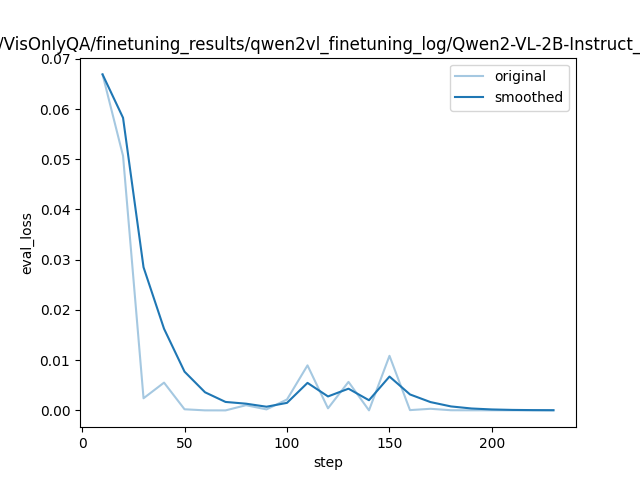 /VisOnlyQA/finetuning_results/qwen2vl_finetuning_log/Qwen2-VL-2B-Instruct_
original
smoothed
0.07
0.06
0.05
0.04
0.03
0.02
0.01
0.00
eval_loss
0
50
100
150
200
step